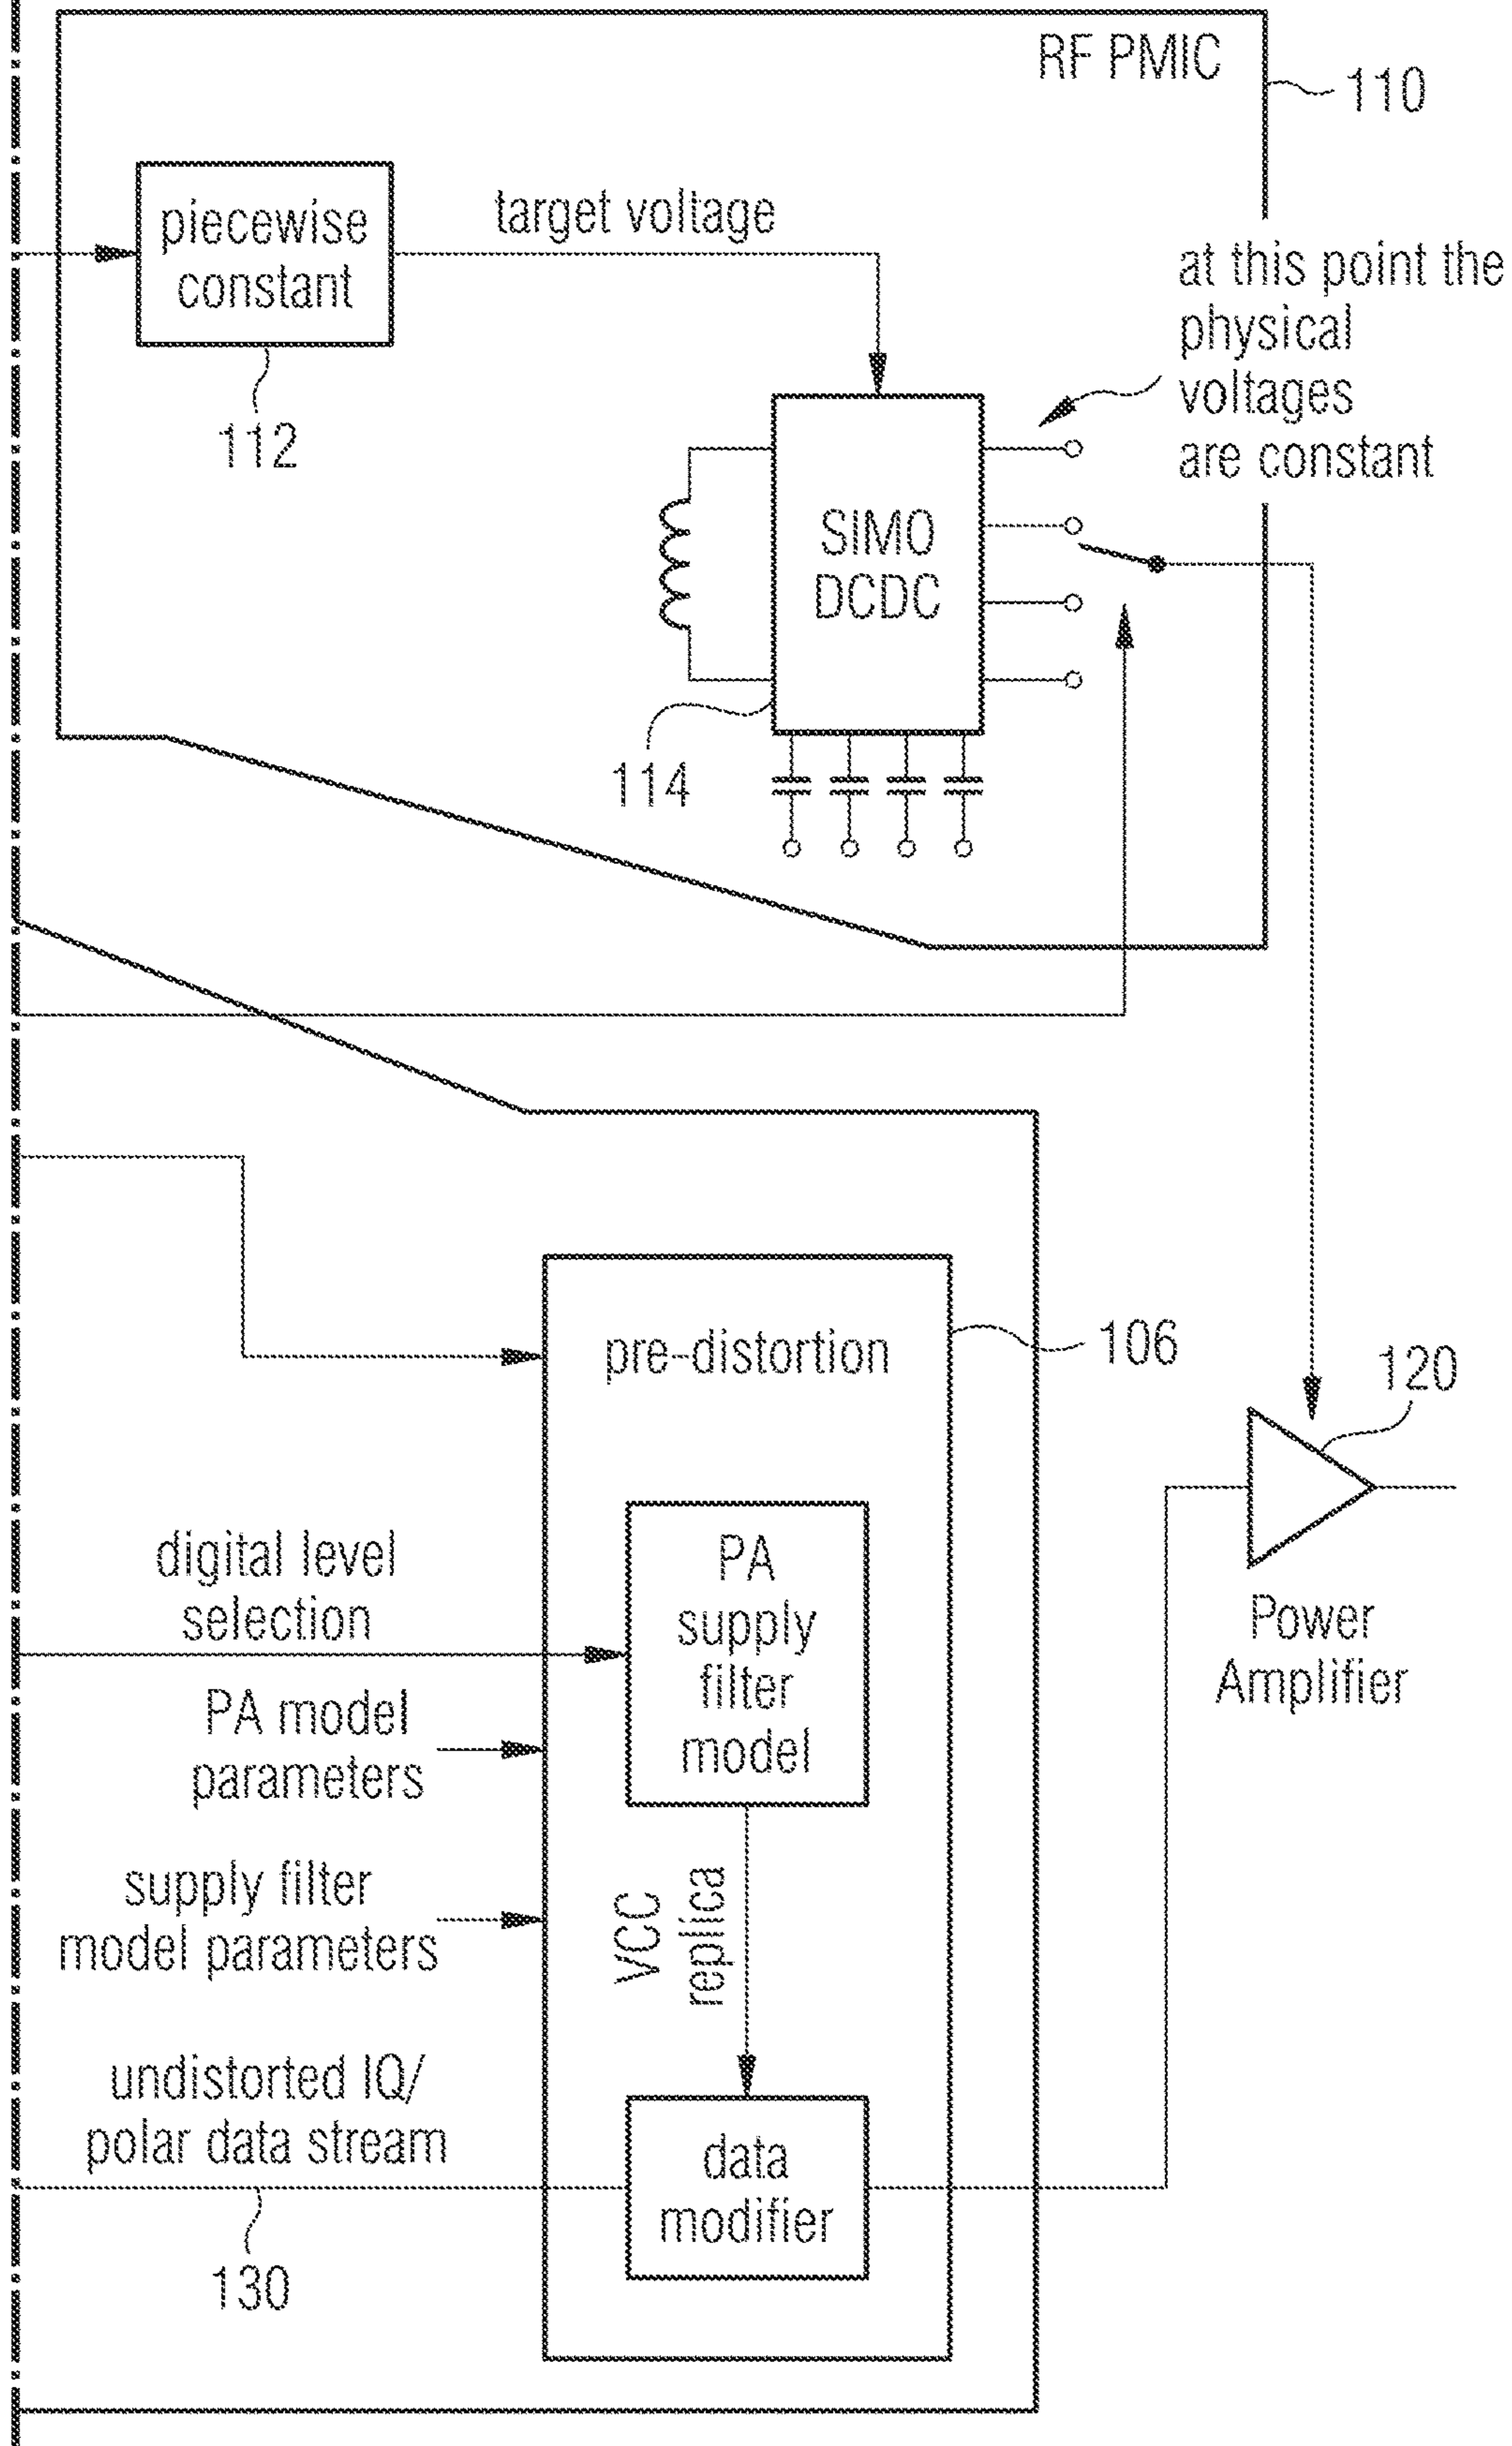 RF PMIC
110
piecewise
constant
target voltage
112
at this point the
physical
voltages
are constant
SIMO
DCDC
114
pre-distortion
106
120
PA
supply
filter
model
digital level
selection
Power
Amplifier
PA model
parameters
supply filter
model parameters
VCC
replica
undistorted IQ/
polar data stream
130
data
modifier